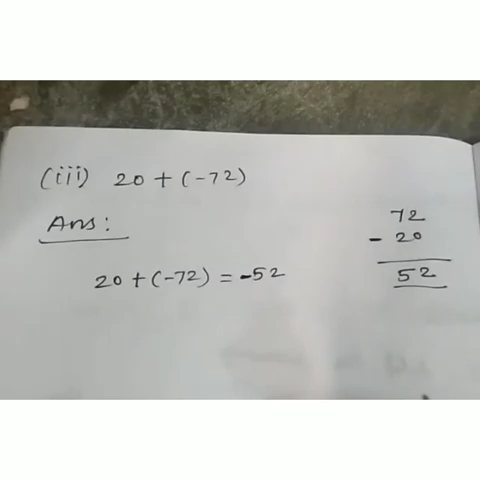 (iii) 20 + (-72)
Ans:
20 + (-72) = -52
72
- 20
52